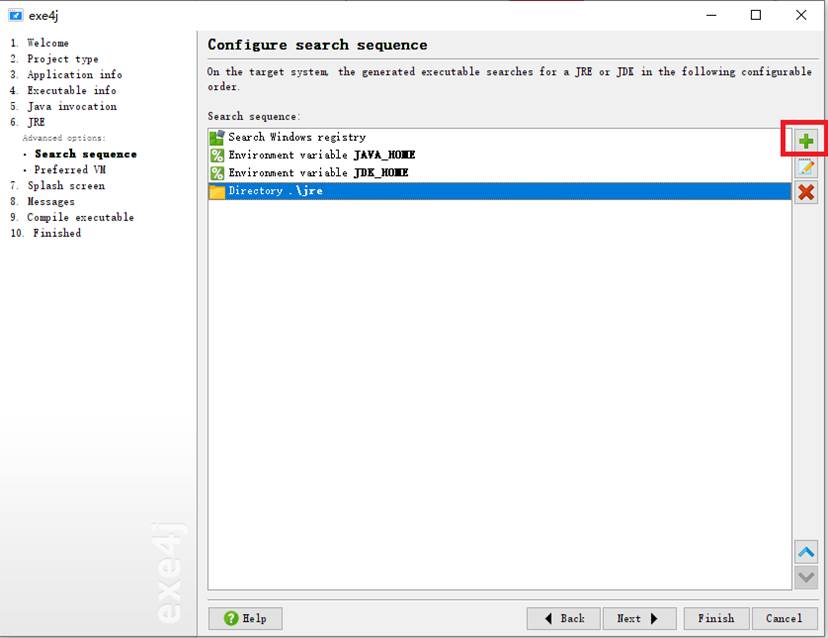 exe4j
1. Welcome
2. Project type
3. Application info
4. Executable info
5. Java invocation
6. JRE
Advanced options:
· Search sequence
· Preferred VM
7. Splash screen
8. Messages
9. Compile executable
10. Finished
exe4j
Configure search sequence
On the target system, the generated executable searches for a JRE or JDK in the following configurable
order.
Search sequence:
Search Windows registry
Environment variable JAVA_HOME
Environment variable JDK_HOME
Directory .\jre
Help
Back
Next
Finish
Cancel